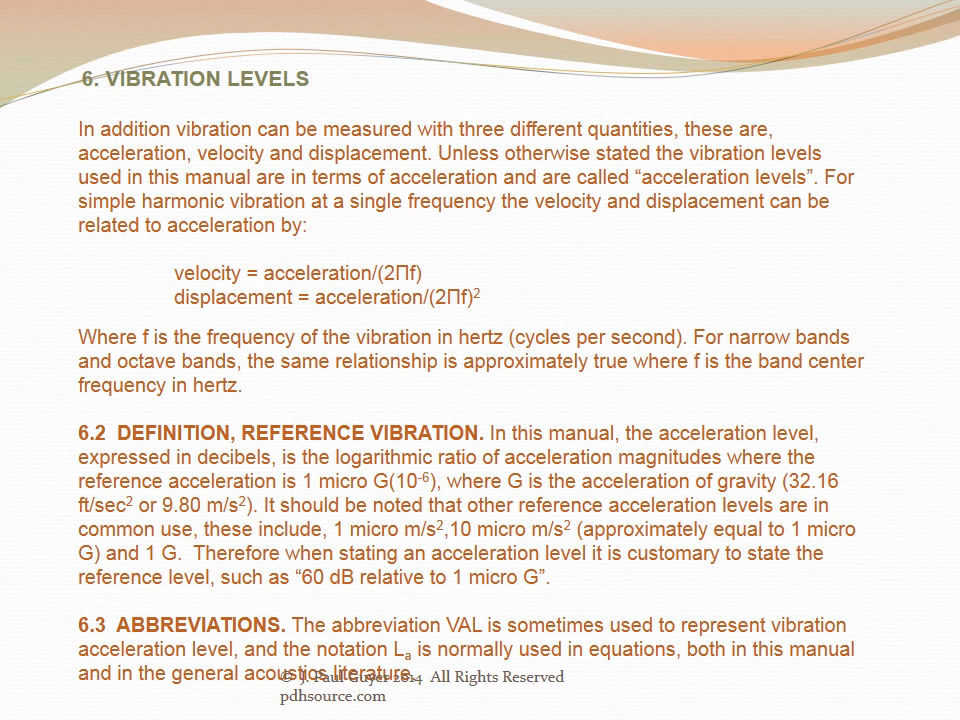 6. VIBRATION LEVELS
In addition vibration can be measured with three different quantities, these are,
acceleration, velocity and displacement. Unless otherwise stated the vibration levels
used in this manual are in terms of acceleration and are called “acceleration levels”. For
simple harmonic vibration at a single frequency the velocity and displacement can be
related to acceleration by:
velocity = acceleration/(2Πf)
displacement = acceleration/(2Πf)²
Where f is the frequency of the vibration in hertz (cycles per second). For narrow bands
and octave bands, the same relationship is approximately true where f is the band center
frequency in hertz.
6.2 DEFINITION, REFERENCE VIBRATION. In this manual, the acceleration level,
expressed in decibels, is the logarithmic ratio of acceleration magnitudes where the
reference acceleration is 1 micro G(10⁻⁶), where G is the acceleration of gravity (32.16
ft/sec² or 9.80 m/s²). It should be noted that other reference acceleration levels are in
common use, these include, 1 micro m/s²,10 micro m/s² (approximately equal to 1 micro
G) and 1 G. Therefore when stating an acceleration level it is customary to state the
reference level, such as “60 dB relative to 1 micro G”.
6.3 ABBREVIATIONS. The abbreviation VAL is sometimes used to represent vibration
acceleration level, and the notation Lₐ is normally used in equations, both in this manual
and in the general acoustics literature.
© J. Paul Guyer 2014 All Rights Reserved
pdhsource.com